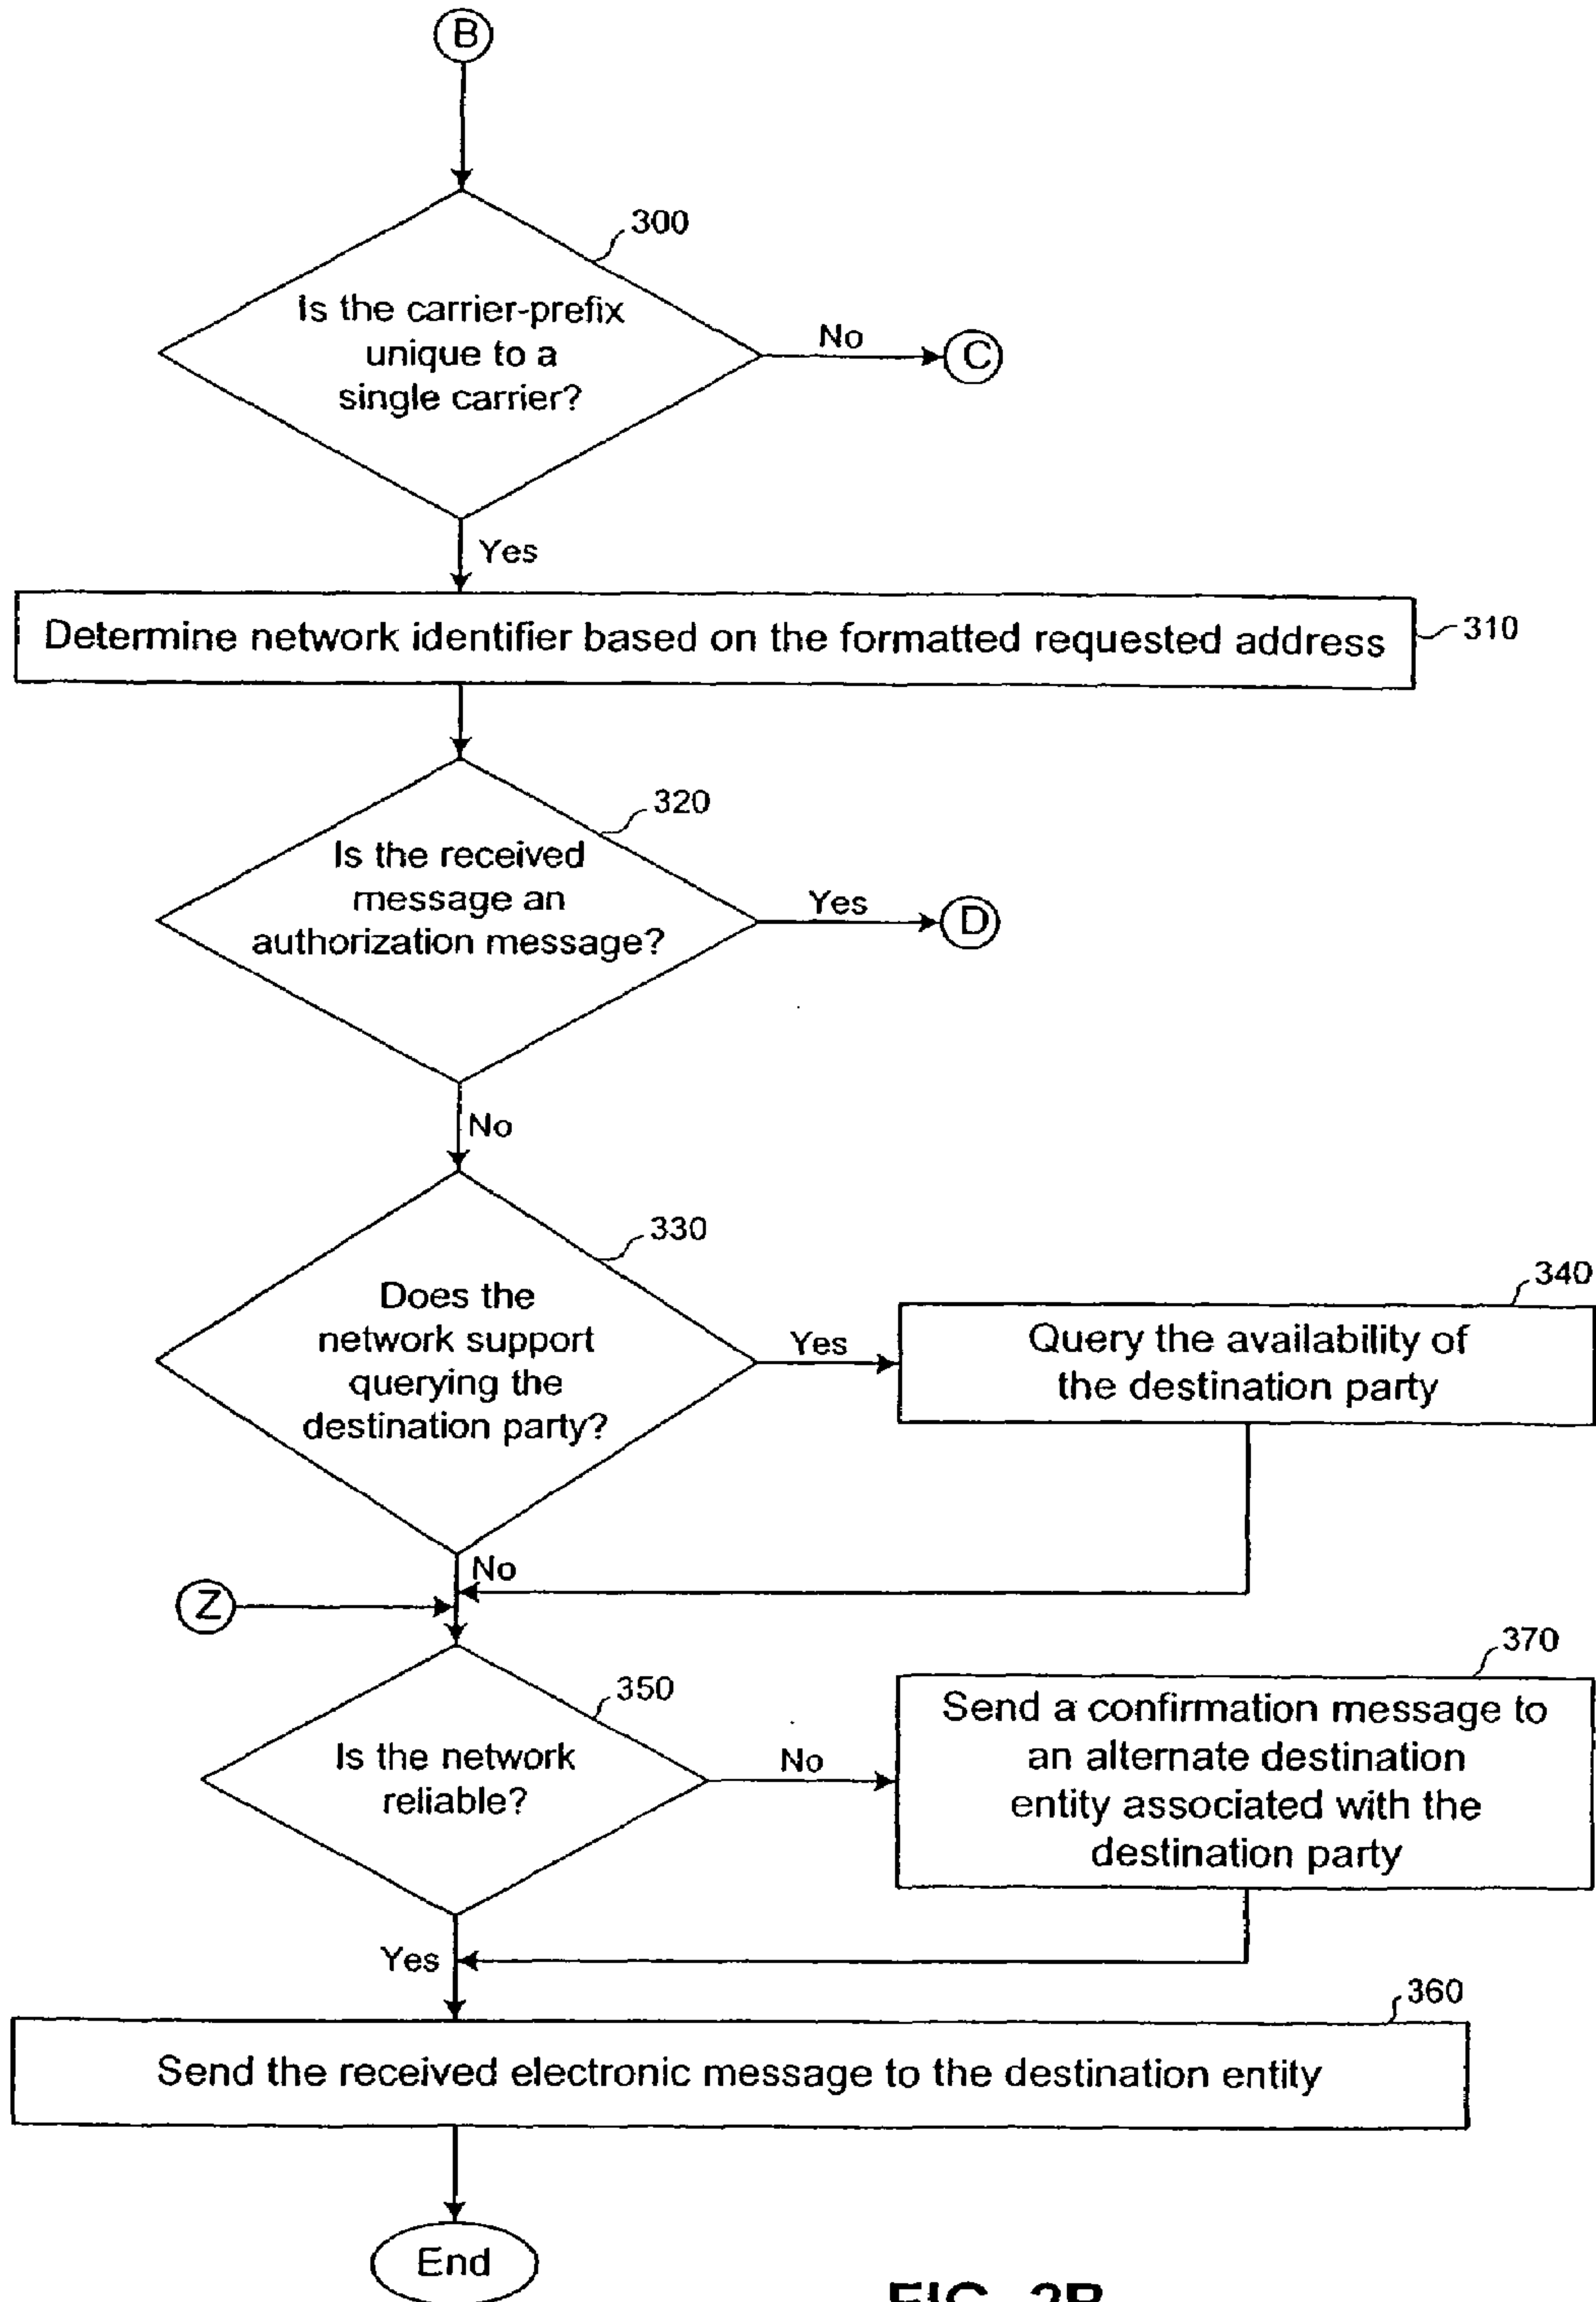 B
300
Is the carrier-prefix
unique to a
single carrier?
No
C
Yes
Determine network identifier based on the formatted requested address
310
320
Is the received
message an
authorization message?
Yes
D
No
330
Does the
network support
querying the
destination party?
Yes
340
Query the availability of
the destination party
No
Z
350
Is the network
reliable?
No
370
Send a confirmation message to
an alternate destination
entity associated with the
destination party
Yes
360
Send the received electronic message to the destination entity
End